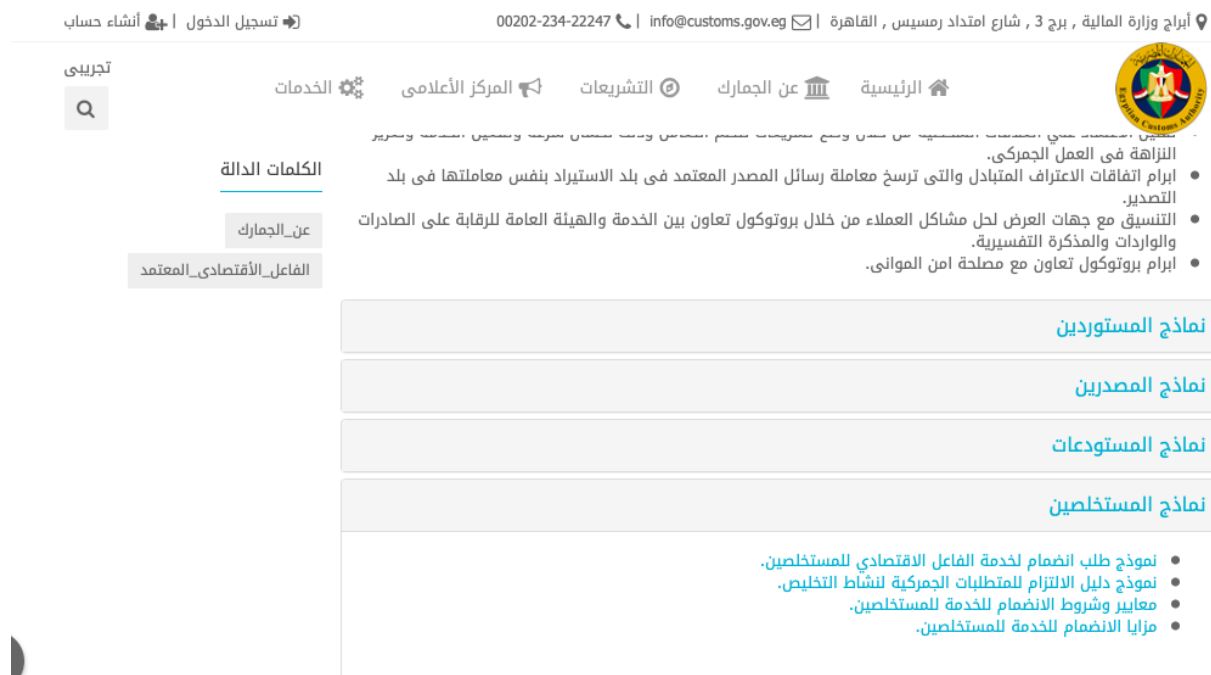 أبراج وزارة المالية , برج 3 , شارع امتداد رمسيس , القاهرة | info@customs.gov.eg | 00202-234-22247
تسجيل الدخول | أنشاء حساب
الرئيسية
عن الجمارك
التشريعات
المركز الأعلامى
الخدمات
تجريبى
Egyptian Customs Authority
النزاهة فى العمل الجمركى.
ابرام اتفاقات الاعتراف المتبادل والتى ترسخ معاملة رسائل المصدر المعتمد فى بلد الاستيراد بنفس معاملتها فى بلد
التصدير.
التنسيق مع جهات العرض لحل مشاكل العملاء من خلال بروتوكول تعاون بين الخدمة والهيئة العامة للرقابة على الصادرات
والواردات والمذكرة التفسيرية.
ابرام بروتوكول تعاون مع مصلحة امن الموانى.
نماذج المستوردين
نماذج المصدرين
نماذج المستودعات
نماذج المستخلصين
نموذج طلب انضمام لخدمة الفاعل الاقتصادي للمستخلصين.
نموذج دليل الالتزام للمتطلبات الجمركية لنشاط التخليص.
معايير وشروط الانضمام للخدمة للمستخلصين.
مزايا الانضمام للخدمة للمستخلصين.
الكلمات الدالة
عن_الجمارك
الفاعل_الأقتصادى_المعتمد